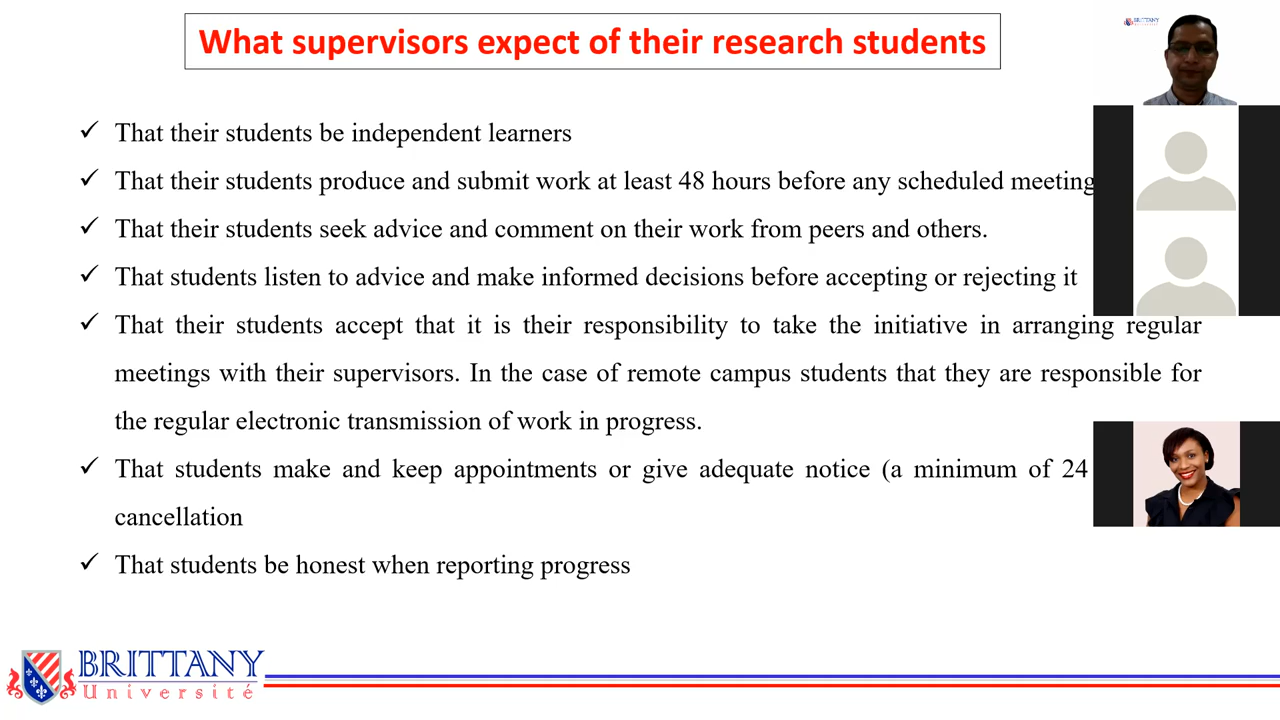 What supervisors expect of their research students
BRITTANY
✓ That their students be independent learners
✓ That their students produce and submit work at least 48 hours before any scheduled meeting
✓ That their students seek advice and comment on their work from peers and others.
✓ That students listen to advice and make informed decisions before accepting or rejecting it
✓ That their students accept that it is their responsibility to take the initiative in arranging regular
meetings with their supervisors. In the case of remote campus students that they are responsible for
the regular electronic transmission of work in progress.
✓ That students make and keep appointments or give adequate notice (a minimum of 24
cancellation
✓ That students be honest when reporting progress
BRITTANY
Université